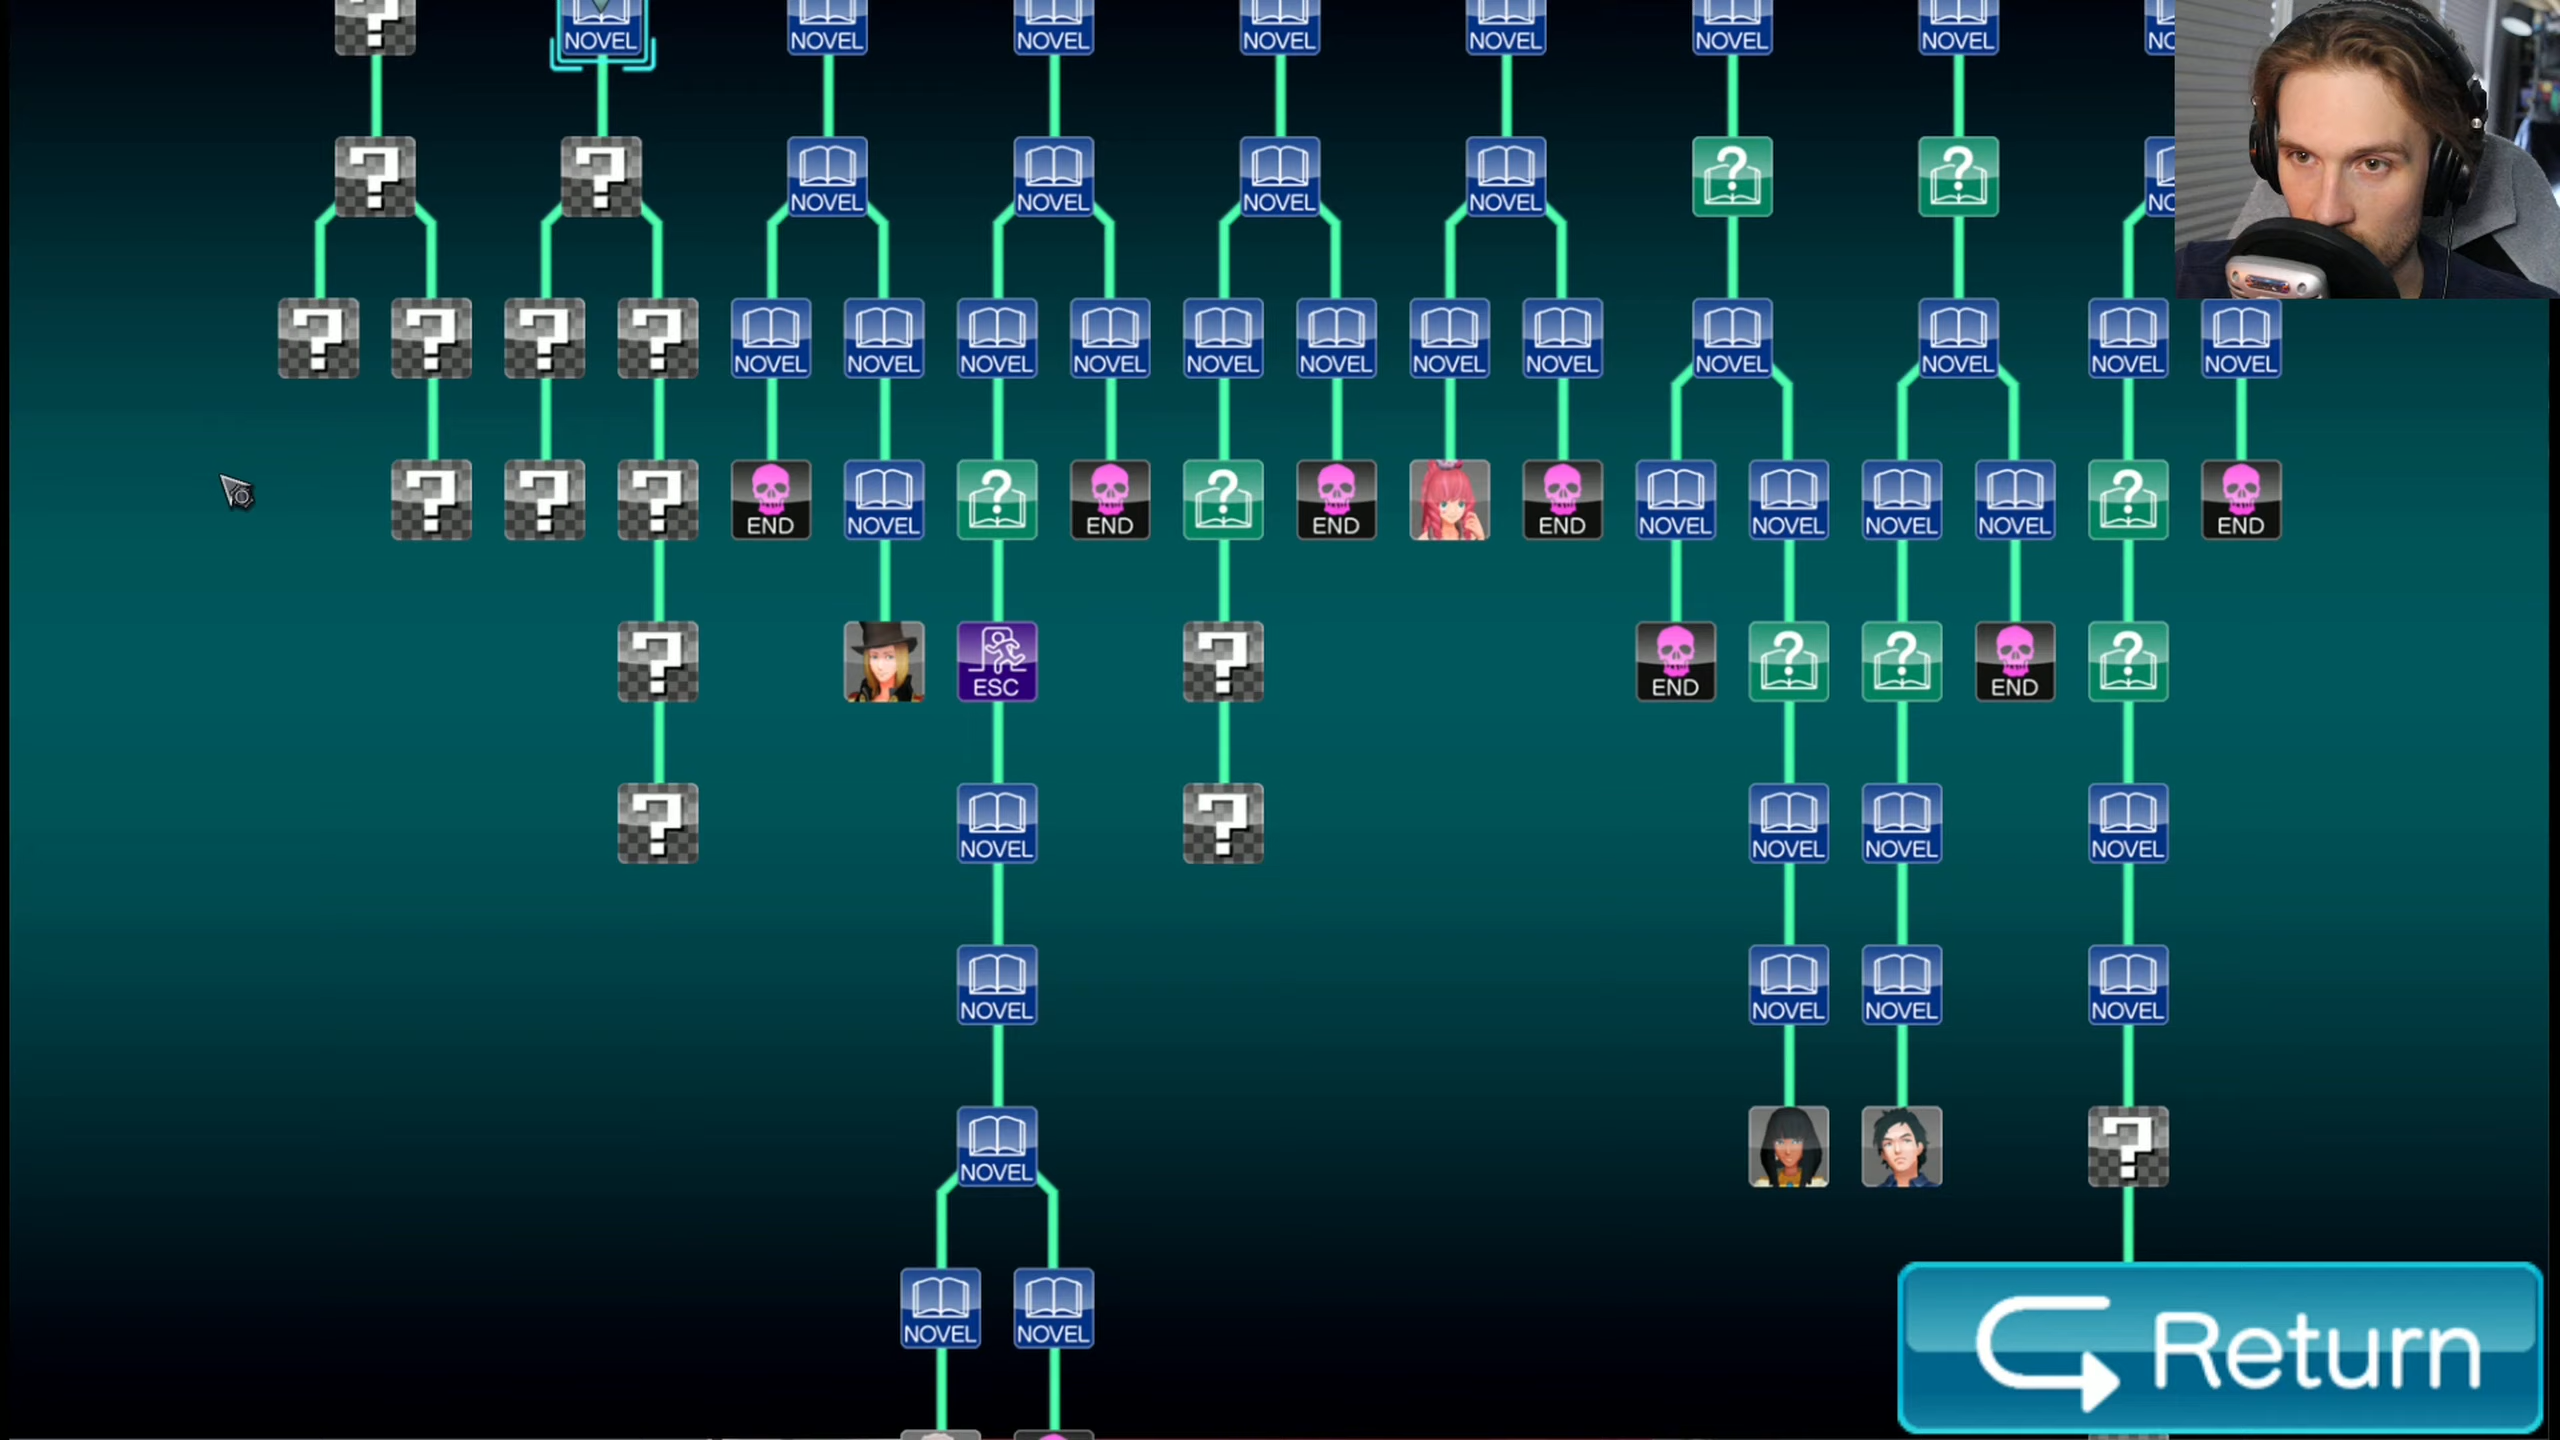 NOVEL NOVEL NOVEL NOVEL NOVEL NOVEL NOVEL
? ? NOVEL NOVEL NOVEL NOVEL ? ?
? ? ? ? NOVEL NOVEL NOVEL NOVEL NOVEL NOVEL NOVEL NOVEL NOVEL NOVEL NOVEL NOVEL
? ? ? END NOVEL ? END ? END END NOVEL NOVEL NOVEL NOVEL ? END
? ESC ? END ? ? END ?
? NOVEL ? NOVEL NOVEL NOVEL
NOVEL NOVEL NOVEL NOVEL
NOVEL ?
NOVEL NOVEL
Return